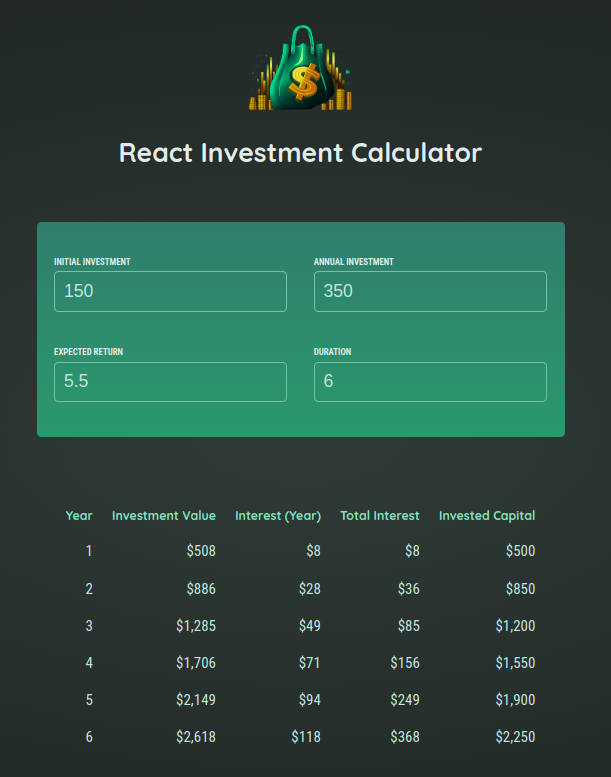 $
React Investment Calculator
INITIAL INVESTMENT ANNUAL INVESTMENT
150 350
EXPECTED RETURN DURATION
5.5 6
Year Investment Value Interest (Year) Total Interest Invested Capital
1 $508 $8 $8 $500
2 $886 $28 $36 $850
3 $1,285 $49 $85 $1,200
4 $1,706 $71 $156 $1,550
5 $2,149 $94 $249 $1,900
6 $2,618 $118 $368 $2,250